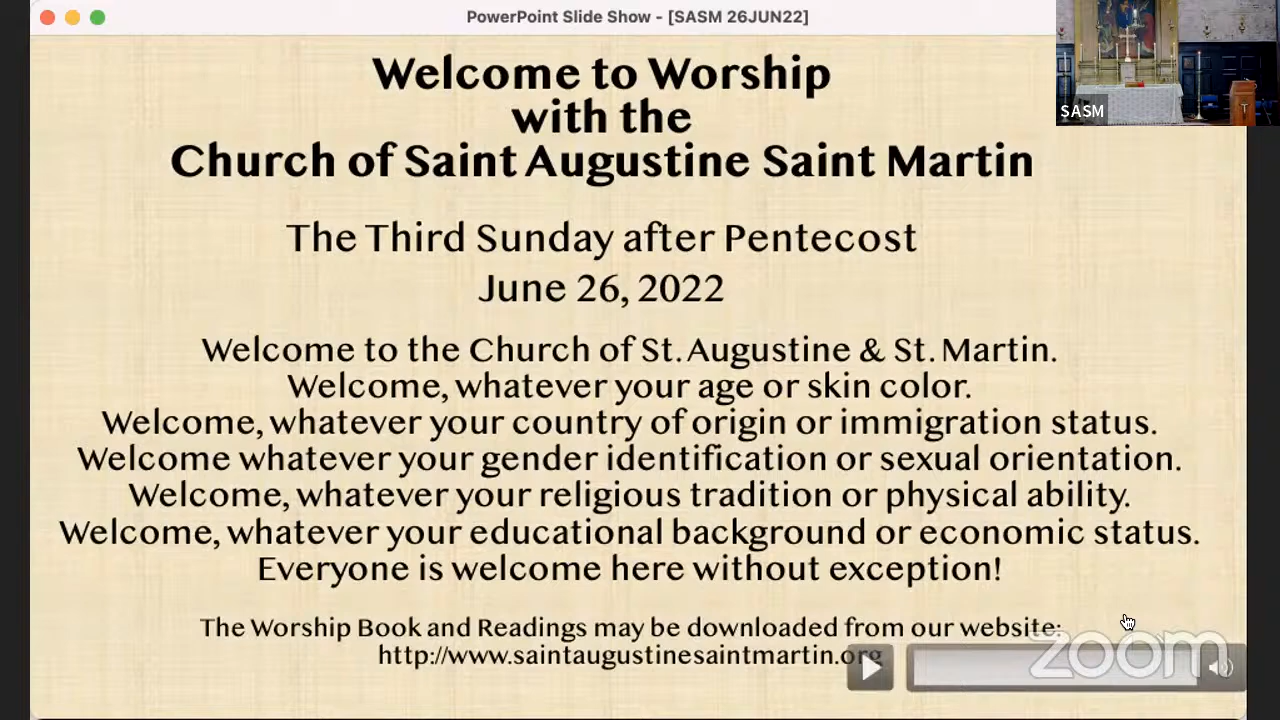 PowerPoint Slide Show - [SASM 26JUN22]
Welcome to Worship
with the
Church of Saint Augustine Saint Martin
SASM
The Third Sunday after Pentecost
June 26, 2022
Welcome to the Church of St. Augustine & St. Martin.
Welcome, whatever your age or skin color.
Welcome, whatever your country of origin or immigration status.
Welcome whatever your gender identification or sexual orientation.
Welcome, whatever your religious tradition or physical ability.
Welcome, whatever your educational background or economic status.
Everyone is welcome here without exception!
The Worship Book and Readings may be downloaded from our website:
http://www.saintaugustinesaintmartin.org
zoom